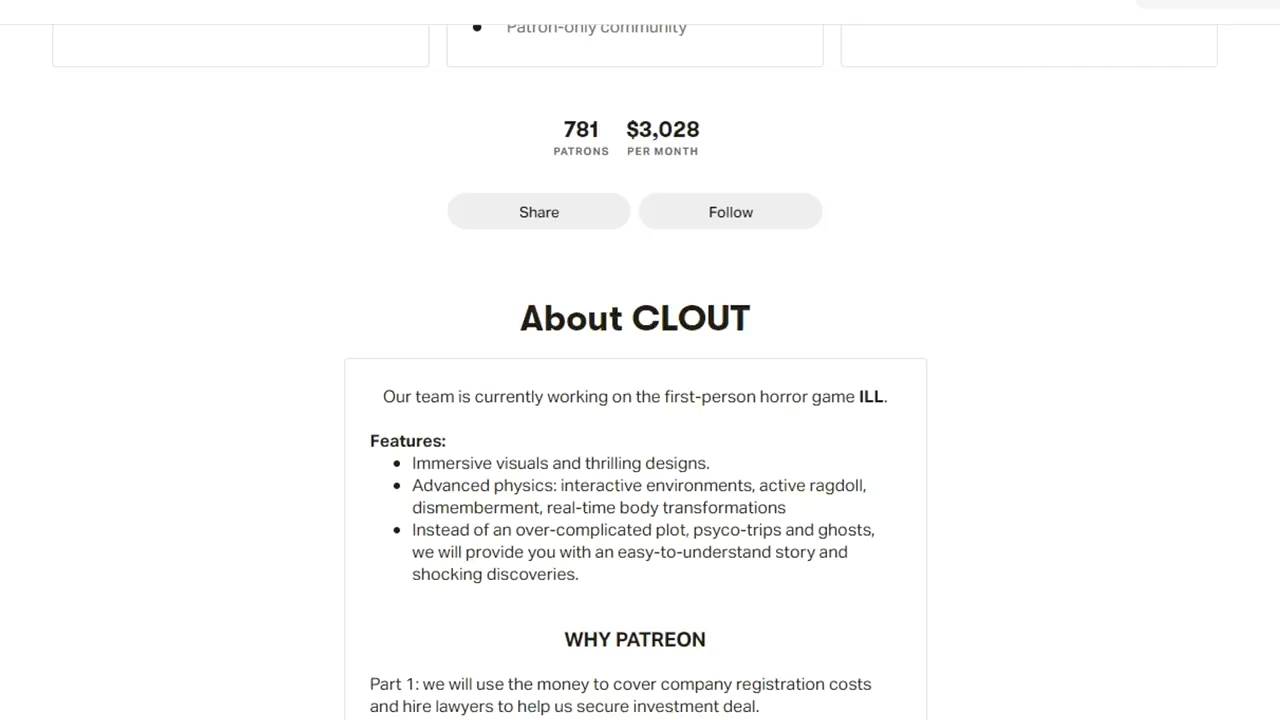 Patron-only community
781 $3,028
PATRONS PER MONTH
Share Follow
About CLOUT
Our team is currently working on the first-person horror game ILL.
Features:
Immersive visuals and thrilling designs.
Advanced physics: interactive environments, active ragdoll,
dismemberment, real-time body transformations
Instead of an over-complicated plot, psyco-trips and ghosts,
we will provide you with an easy-to-understand story and
shocking discoveries.
WHY PATREON
Part 1: we will use the money to cover company registration costs
and hire lawyers to help us secure investment deal.